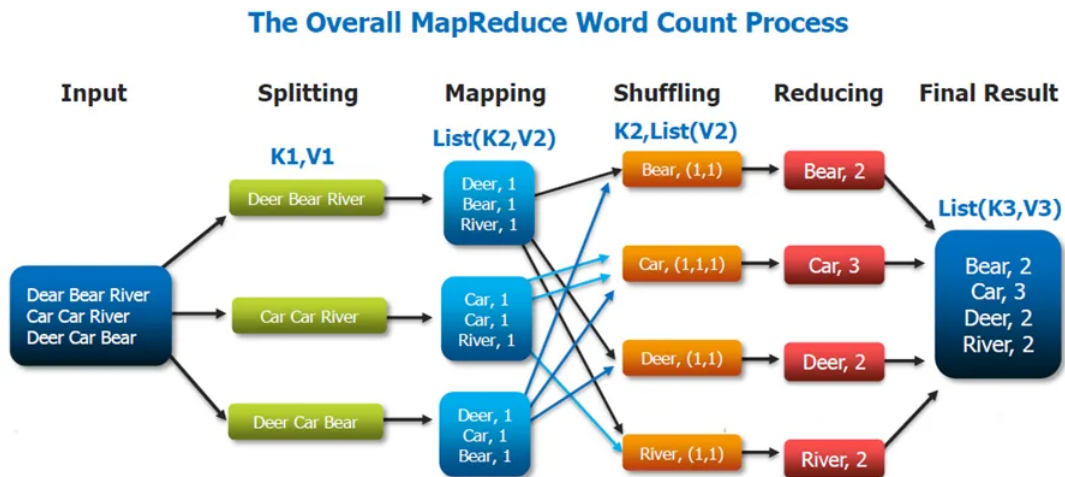 The Overall MapReduce Word Count Process
Input
Splitting
Mapping
Shuffling
Reducing
Final Result
K1,V1
List(K2,V2)
K2,List(V2)
List(K3,V3)
Dear Bear River
Car Car River
Deer Car Bear
Deer Bear River
Car Car River
Deer Car Bear
Deer, 1
Bear, 1
River, 1
Car, 1
Car, 1
River, 1
Deer, 1
Car, 1
Bear, 1
Bear, (1,1)
Car, (1,1,1)
Deer, (1,1)
River, (1,1)
Bear, 2
Car, 3
Deer, 2
River, 2
Bear, 2
Car, 3
Deer, 2
River, 2